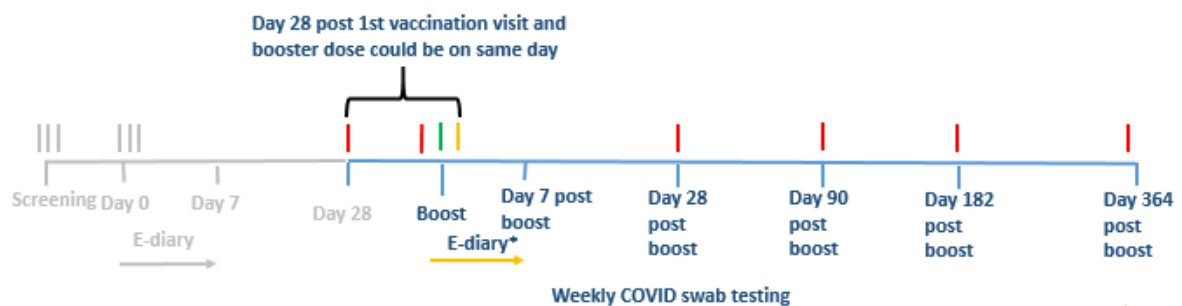 Day 28 post 1st vaccination visit and
booster dose could be on same day
Screening
Day 0
Day 7
Day 28
Boost
Day 7 post
boost
Day 28
post
boost
Day 90
post
boost
Day 182
post
boost
Day 364
post
boost
E-diary
E-diary*
Weekly COVID swab testing